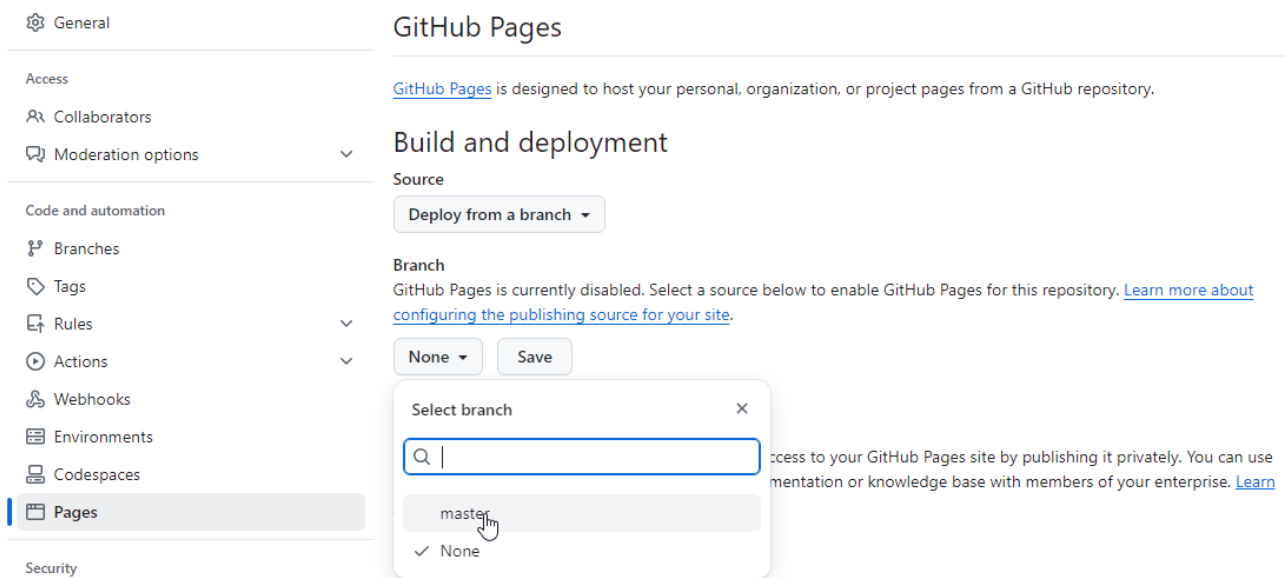 General
Access
Collaborators
Moderation options
Code and automation
Branches
Tags
Rules
Actions
Webhooks
Environments
Codespaces
Pages
Security
GitHub Pages
GitHub Pages is designed to host your personal, organization, or project pages from a GitHub repository.
Build and deployment
Source
Deploy from a branch
Branch
GitHub Pages is currently disabled. Select a source below to enable GitHub Pages for this repository. Learn more about
configuring the publishing source for your site.
None
Save
Select branch
master
None
to your GitHub Pages site by publishing it privately. You can use
or knowledge base with members of your enterprise. Learn